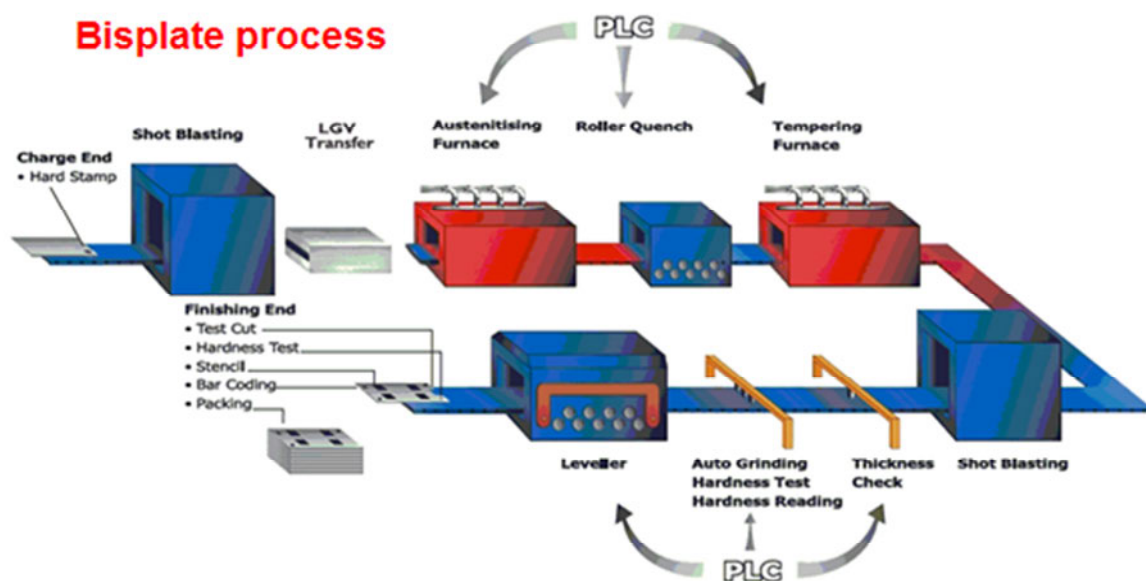 Bisplate process
PLC
Shot Blasting
LGV
Transfer
Austenitising
Furnace
Roller Quench
Tempering
Furnace
Charge End
• Hard Stamp
Finishing End
• Test Cut
• Hardness Test
• Stencil
• Bar Coding
• Packing
Leveller
Auto Grinding
Hardness Test
Hardness Reading
Thickness
Check
Shot Blasting
PLC